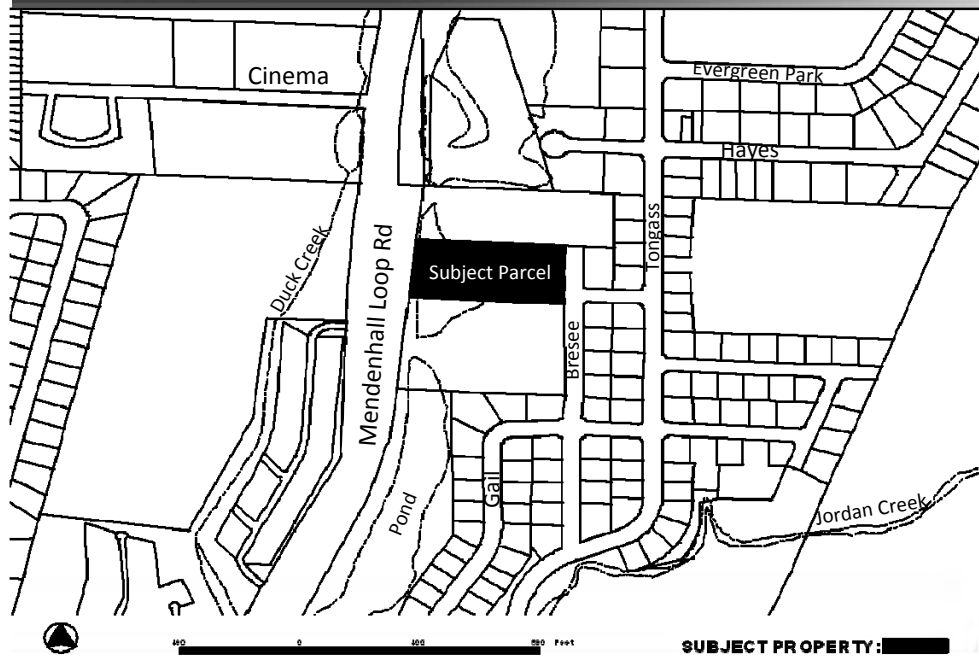 Cinema
Evergreen Park
Hayes
Tongass
Duck Creek
Mendenhall Loop Rd
Subject Parcel
Bresee
Gail
Pond
Jordan Creek
400 0 400 800 Feet
SUBJECT PROPERTY: